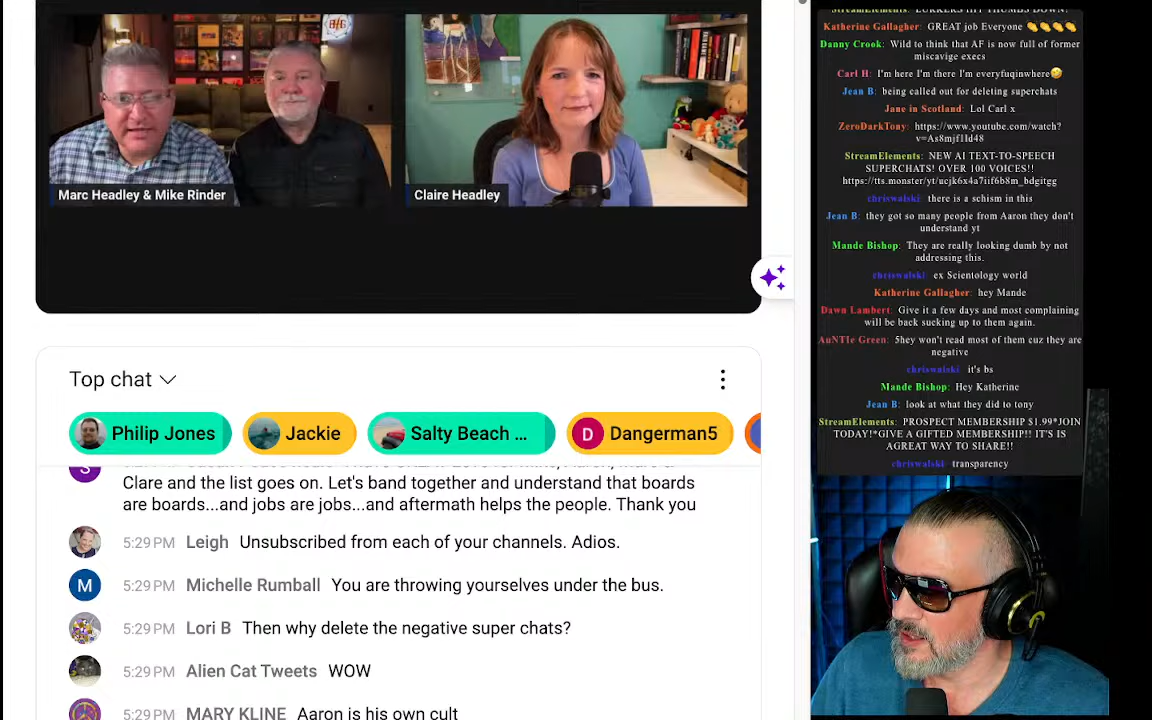 Marc Headley & Mike Rinder
Claire Headley
Top chat
Philip Jones
Jackie
Salty Beach ...
D Dangerman5
Clare and the list goes on. Let's band together and understand that boards
are boards...and jobs are jobs...and aftermath helps the people. Thank you
5:29 PM Leigh Unsubscribed from each of your channels. Adios.
M 5:29 PM Michelle Rumball You are throwing yourselves under the bus.
5:29 PM Lori B Then why delete the negative super chats?
5:29 PM Alien Cat Tweets WOW
5:29 PM MARY KLINE Aaron is his own cult
StreamElements: LURKERS HIT THUMBS DOWN!
Katherine Gallagher: GREAT job Everyone 👏👏👏👏
Danny Crook: Wild to think that AF is now full of former
miscavige execs
Carl H: I'm here I'm there I'm everyfuqinwhere🤣
Jean B: being called out for deleting superchats
Jane in Scotland: Lol Carl x
ZeroDarkTony: https://www.youtube.com/watch?
StreamElements: NEW AI TEXT-TO-SPEECH
SUPERCHATS! OVER 100 VOICES!!
chriswalski: there is a schism in this
Jean B: they got so many people from Aaron they don't
understand yt
Mande Bishop: They are really looking dumb by not
addressing this.
chriswalski: ex Scientology world
Katherine Gallagher: hey Mande
Dawn Lambert: Give it a few days and most complaining
will be back sucking up to them again.
AuNTIe Green: 5hey won't read most of them cuz they are
negative
chriswalski: it's bs
Mande Bishop: Hey Katherine
Jean B: look at what they did to tony
StreamElements: PROSPECT MEMBERSHIP $1.99*JOIN
TODAY!*GIVE A GIFTED MEMBERSHIP!! IT'S IS
AGREAT WAY TO SHARE!!
chriswalski: transparency